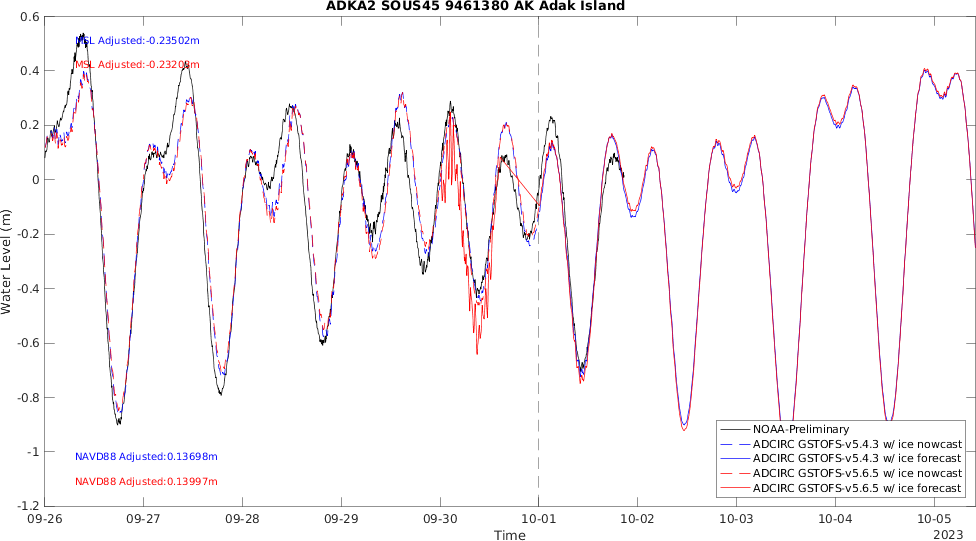 ADKA2 SOUS45 9461380 AK Adak Island
0.6
0.4
0.2
0
-0.2
-0.4
-0.6
-0.8
-1
-1.2
Water Level (m)
MSL Adjusted:-0.23502m
MSL Adjusted:-0.23209m
NAVD88 Adjusted:0.13698m
NAVD88 Adjusted:0.13997m
NOAA-Preliminary
ADCIRC GSTOFS-v5.4.3 w/ ice nowcast
ADCIRC GSTOFS-v5.4.3 w/ ice forecast
ADCIRC GSTOFS-v5.6.5 w/ ice nowcast
ADCIRC GSTOFS-v5.6.5 w/ ice forecast
09-26 09-27 09-28 09-29 09-30 10-01 10-02 10-03 10-04 10-05
Time
2023